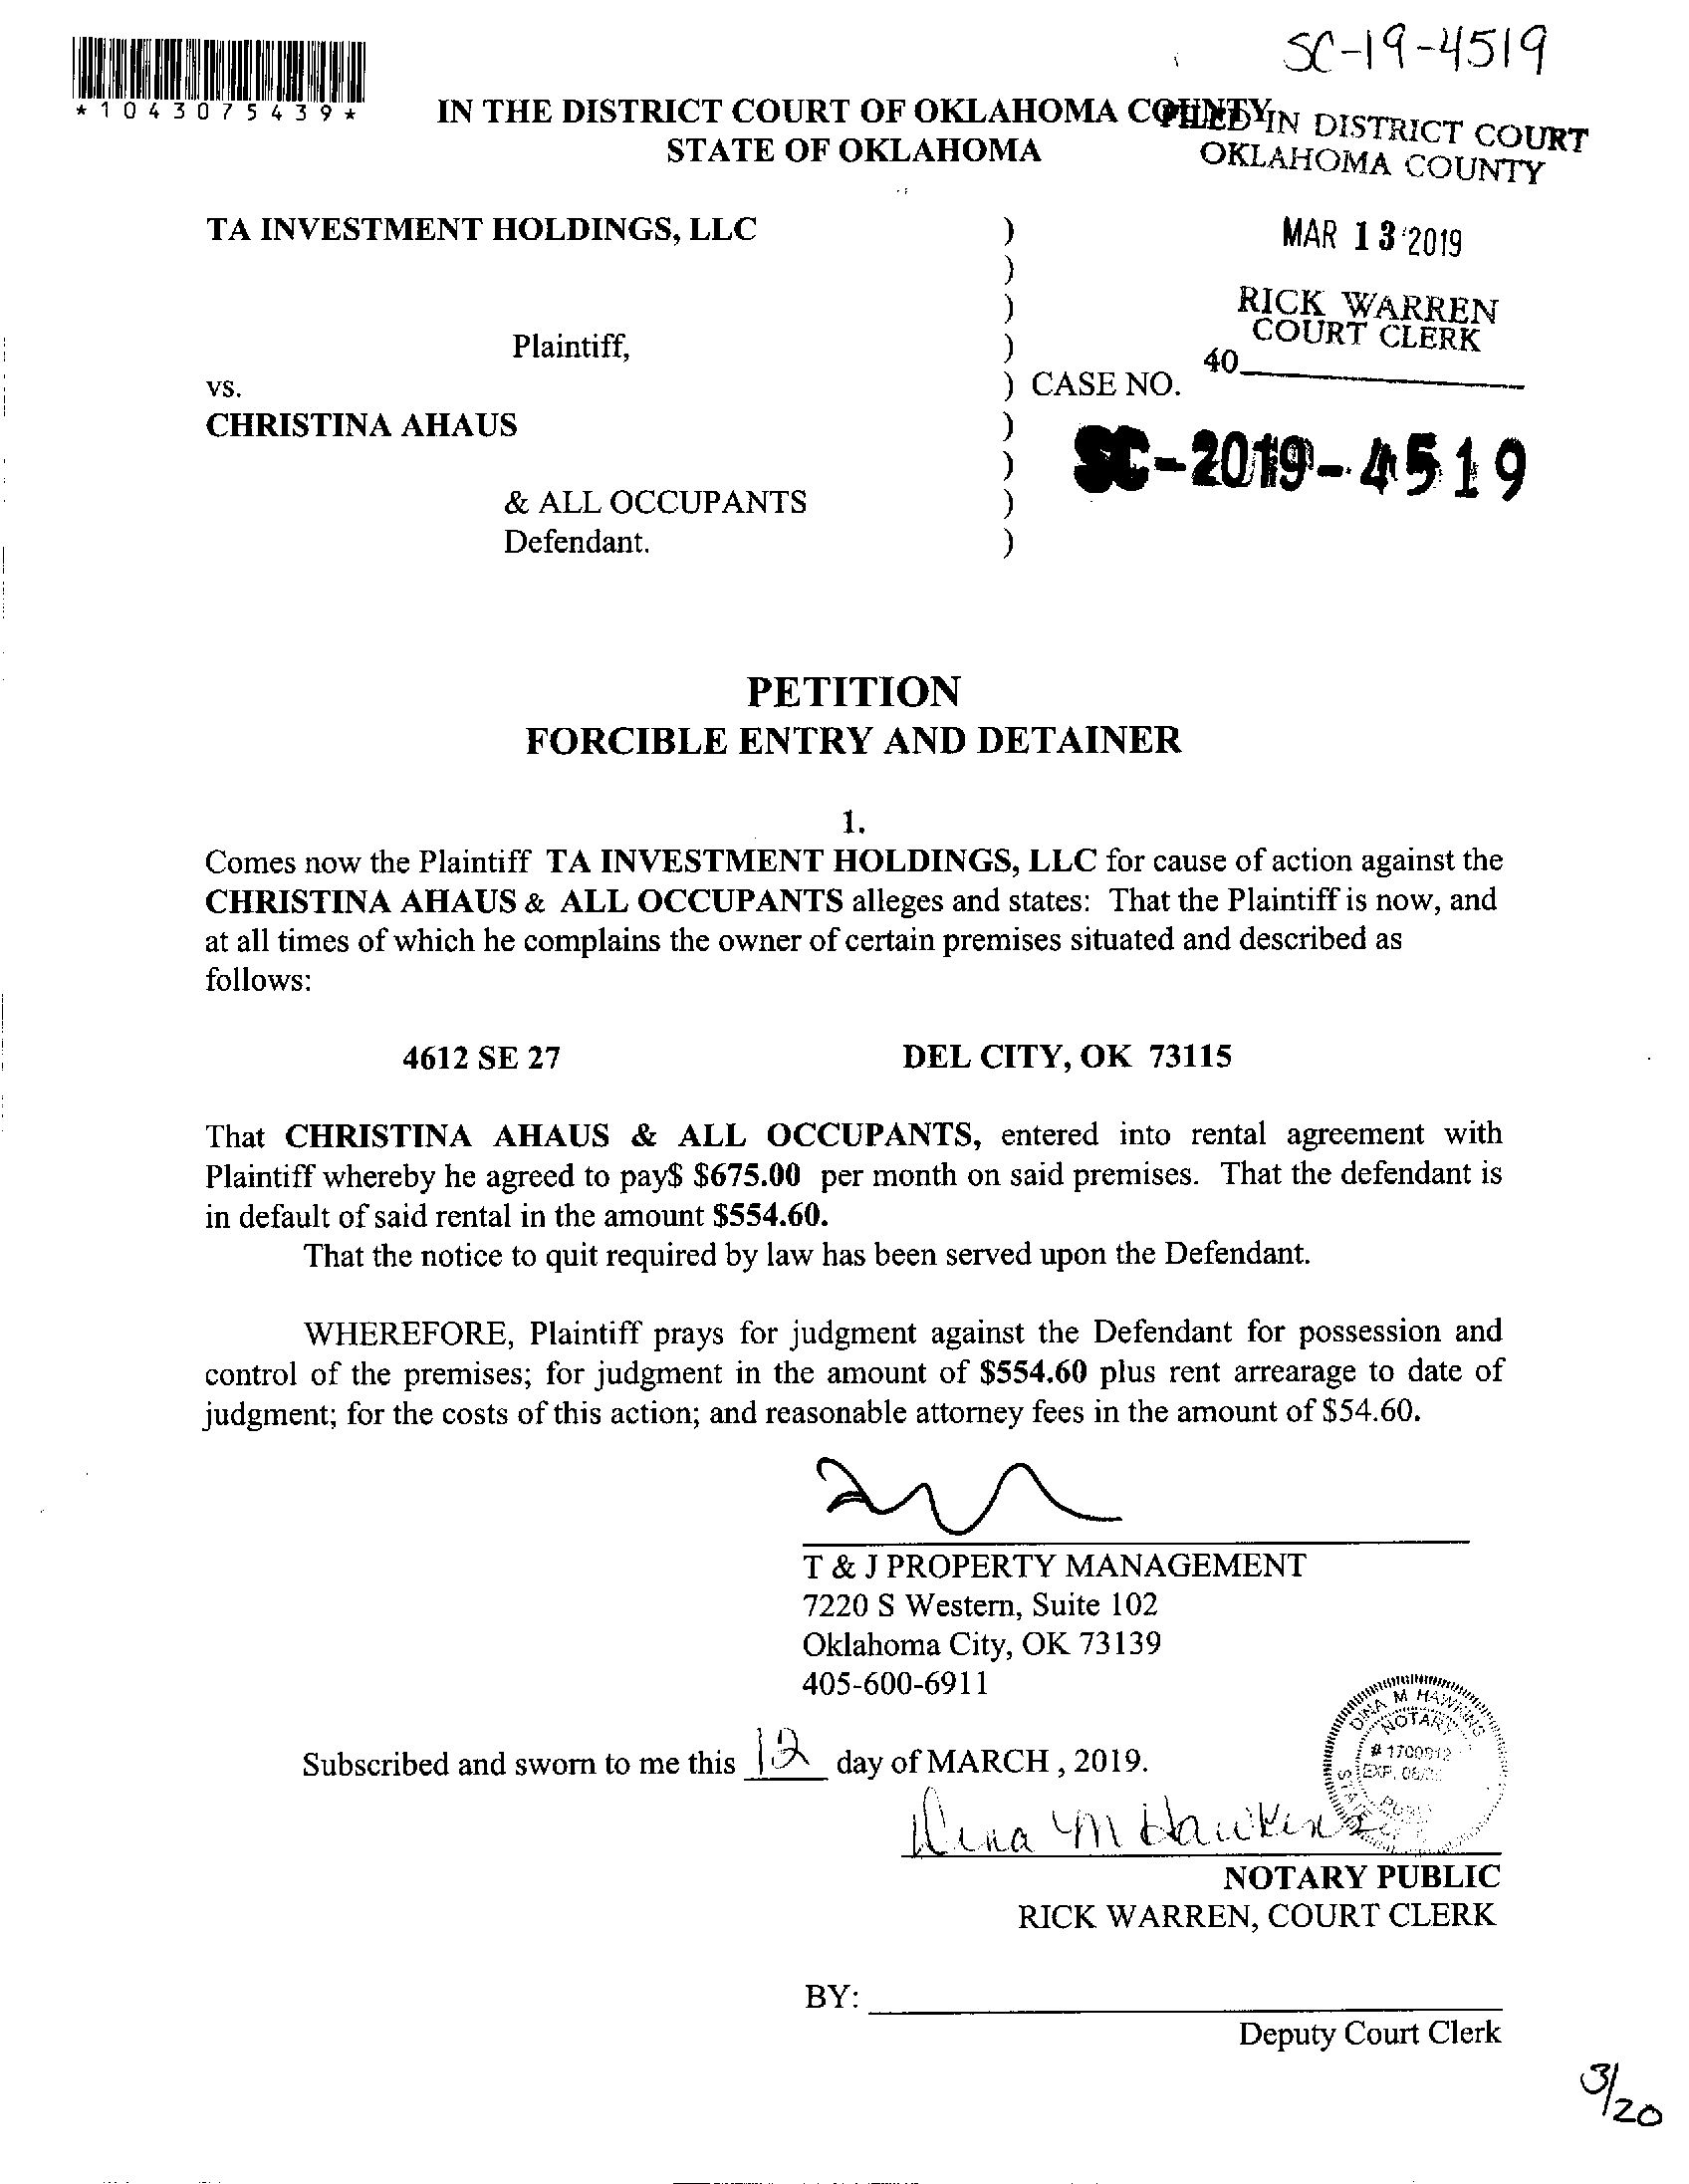 SC-19-4519
*1043075439*
IN THE DISTRICT COURT OF OKLAHOMA COUNTY
STATE OF OKLAHOMA
FILED IN DISTRICT COURT
OKLAHOMA COUNTY
TA INVESTMENT HOLDINGS, LLC )
MAR 13 2019
)
) RICK WARREN
COURT CLERK
Plaintiff, )
40
vs. ) CASE NO.
CHRISTINA AHAUS )
) SC-2019-4519
& ALL OCCUPANTS )
Defendant. )
PETITION
FORCIBLE ENTRY AND DETAINER
1.
Comes now the Plaintiff TA INVESTMENT HOLDINGS, LLC for cause of action against the
CHRISTINA AHAUS & ALL OCCUPANTS alleges and states: That the Plaintiff is now, and
at all times of which he complains the owner of certain premises situated and described as
follows:
4612 SE 27 DEL CITY, OK 73115
That CHRISTINA AHAUS & ALL OCCUPANTS, entered into rental agreement with
Plaintiff whereby he agreed to pay$ $675.00 per month on said premises. That the defendant is
in default of said rental in the amount $554.60.
That the notice to quit required by law has been served upon the Defendant.
WHEREFORE, Plaintiff prays for judgment against the Defendant for possession and
control of the premises; for judgment in the amount of $554.60 plus rent arrearage to date of
judgment; for the costs of this action; and reasonable attorney fees in the amount of $54.60.
T & J PROPERTY MANAGEMENT
7220 S Western, Suite 102
Oklahoma City, OK 73139
405-600-6911
DINA M HAWKINS
NOTARY
EXP.
PUBLIC
STATE
Subscribed and sworn to me this 12 day of MARCH , 2019.
Dina M Hawkins
NOTARY PUBLIC
RICK WARREN, COURT CLERK
BY:
Deputy Court Clerk
3/20